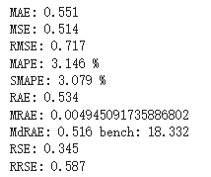 MAE: 0.551
MSE: 0.514
RMSE: 0.717
MAPE: 3.146 %
SMAPE: 3.079 %
RAE: 0.534
MRAE: 0.004945091735886802
MdRAE: 0.516 bench: 18.332
RSE: 0.345
RRSE: 0.587